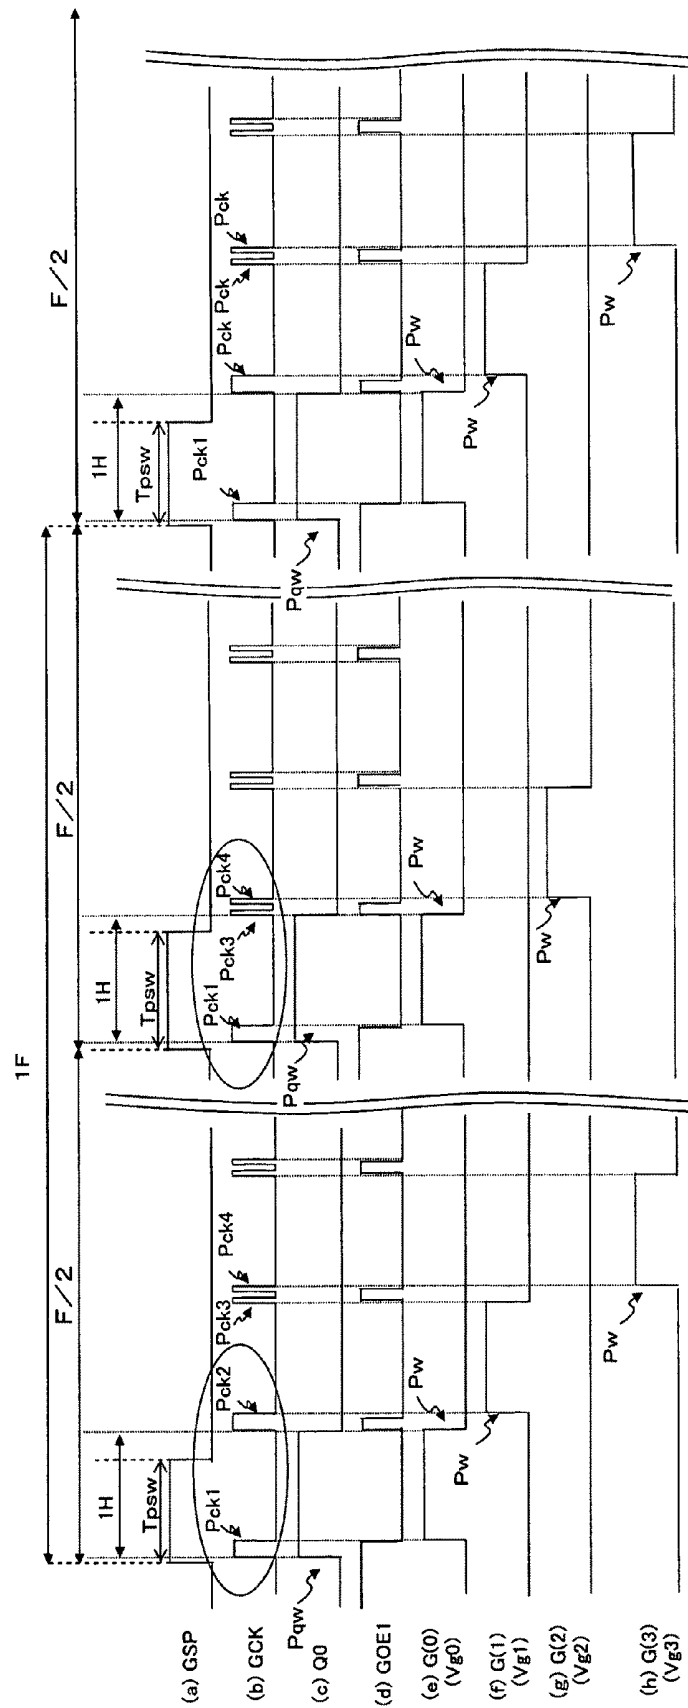 1F
F/2
F/2
F/2
1H
1H
1H
Tpsw
Tpsw
Tpsw
(a) GSP
(b) GCK
Pck1
Pck2
Pck3
Pck4
Pck1
Pck3
Pck4
Pck1
Pck
Pck
Pck
(c) Q0
Pqw
Pqw
Pqw
(d) GOE1
(e) G(0)
(Vg0)
Pw
Pw
Pw
(f) G(1)
(Vg1)
Pw
Pw
(g) G(2)
(Vg2)
Pw
(h) G(3)
(Vg3)
Pw
Pw